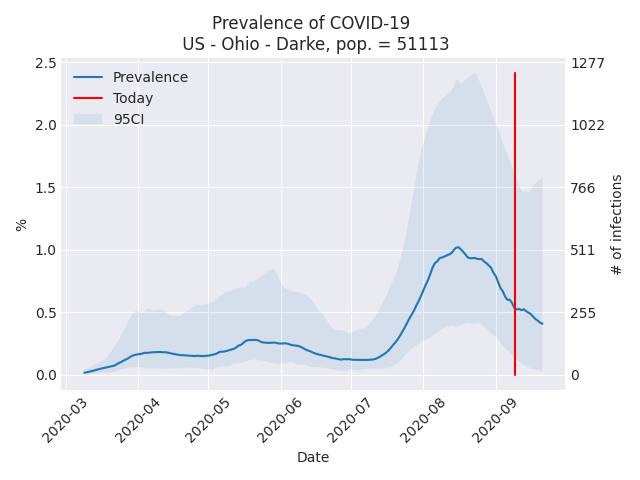 Prevalence of COVID-19
US - Ohio - Darke, pop. = 51113
Prevalence
Today
95CI
2.5
2.0
1.5
1.0
0.5
0.0
%
1277
1022
766
511
255
0
# of infections
2020-03
2020-04
2020-05
2020-06
2020-07
2020-08
2020-09
Date